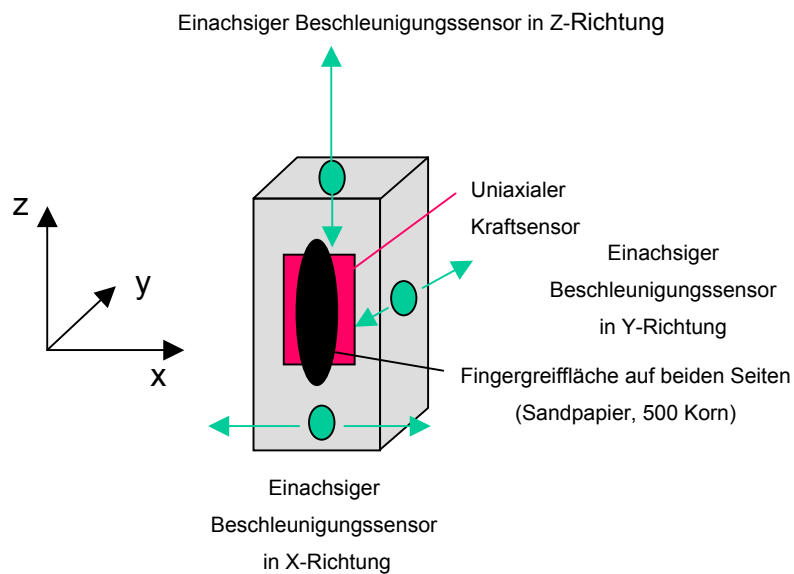 Einachsiger Beschleunigungssensor in Z-Richtung
z
y
x
Uniaxialer
Kraftsensor
Einachsiger
Beschleunigungssensor
in Y-Richtung
Fingergreiffläche auf beiden Seiten
(Sandpapier, 500 Korn)
Einachsiger
Beschleunigungssensor
in X-Richtung